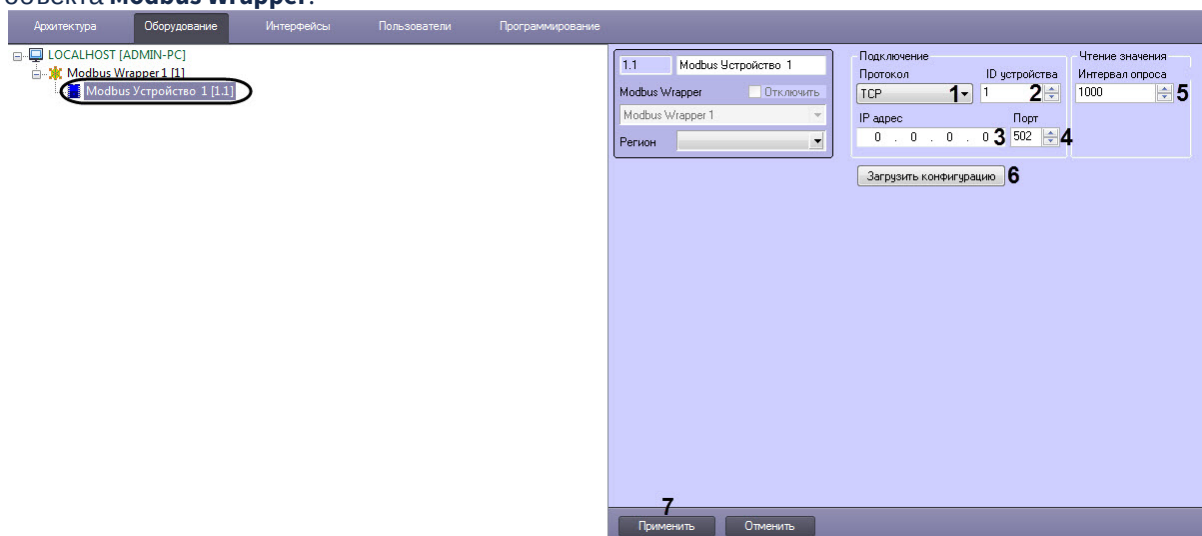 объекта Modbus Wrapper.
Архитектура Оборудование Интерфейсы Пользователи Программирование
LOCALHOST [ADMIN-PC]
Modbus Wrapper 1 [1]
Modbus Устройство 1 [1.1]
1.1 Modbus Устройство 1
Modbus Wrapper Отключить
Modbus Wrapper 1
Регион
Подключение
Протокол ID устройства
TCP 1 1 2
IP адрес Порт
0 . 0 . 0 . 0 3 502 4
Чтение значения
Интервал опроса
1000 5
Загрузить конфигурацию 6
7
Применить Отменить